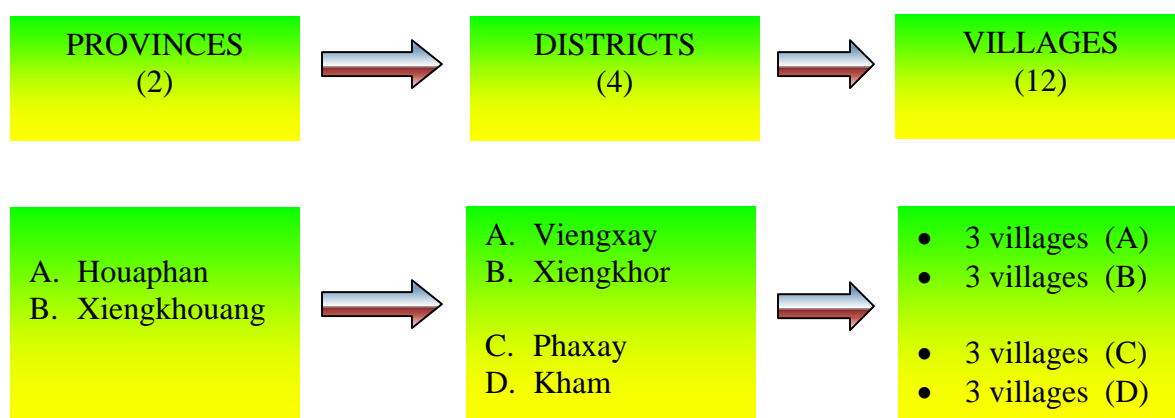 PROVINCES
(2)
DISTRICTS
(4)
VILLAGES
(12)
A. Houaphan
B. Xiengkhouang
A. Viengxay
B. Xiengkhor
C. Phaxay
D. Kham
• 3 villages (A)
• 3 villages (B)
• 3 villages (C)
• 3 villages (D)